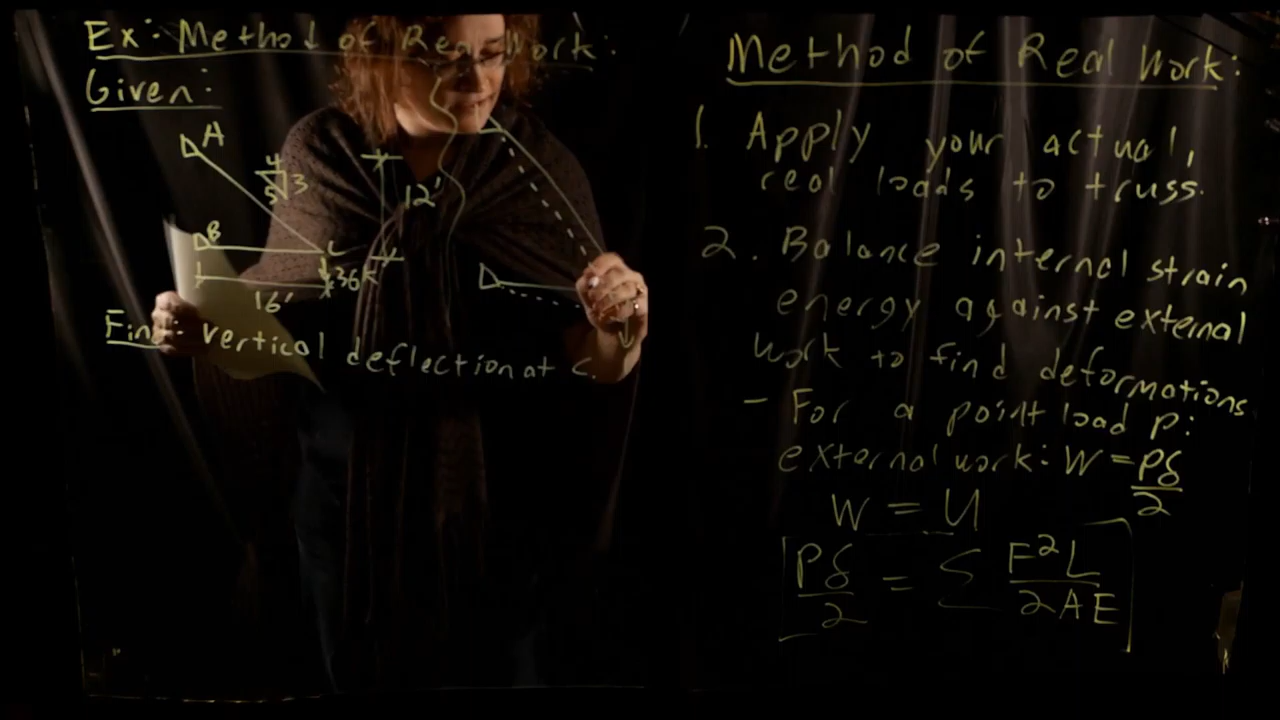 Ex: Method of Real Work:
Given:
A
4
3
5
12'
B
C
36k
16'
Find: vertical deflection at C.
Method of Real Work:
1. Apply your actual,
real loads to truss.
2. Balance internal strain
energy against external
work to find deformations
- For a point load P:
external work: W = Pδ/2
W = U
Pδ/2 = Σ F²L/2AE